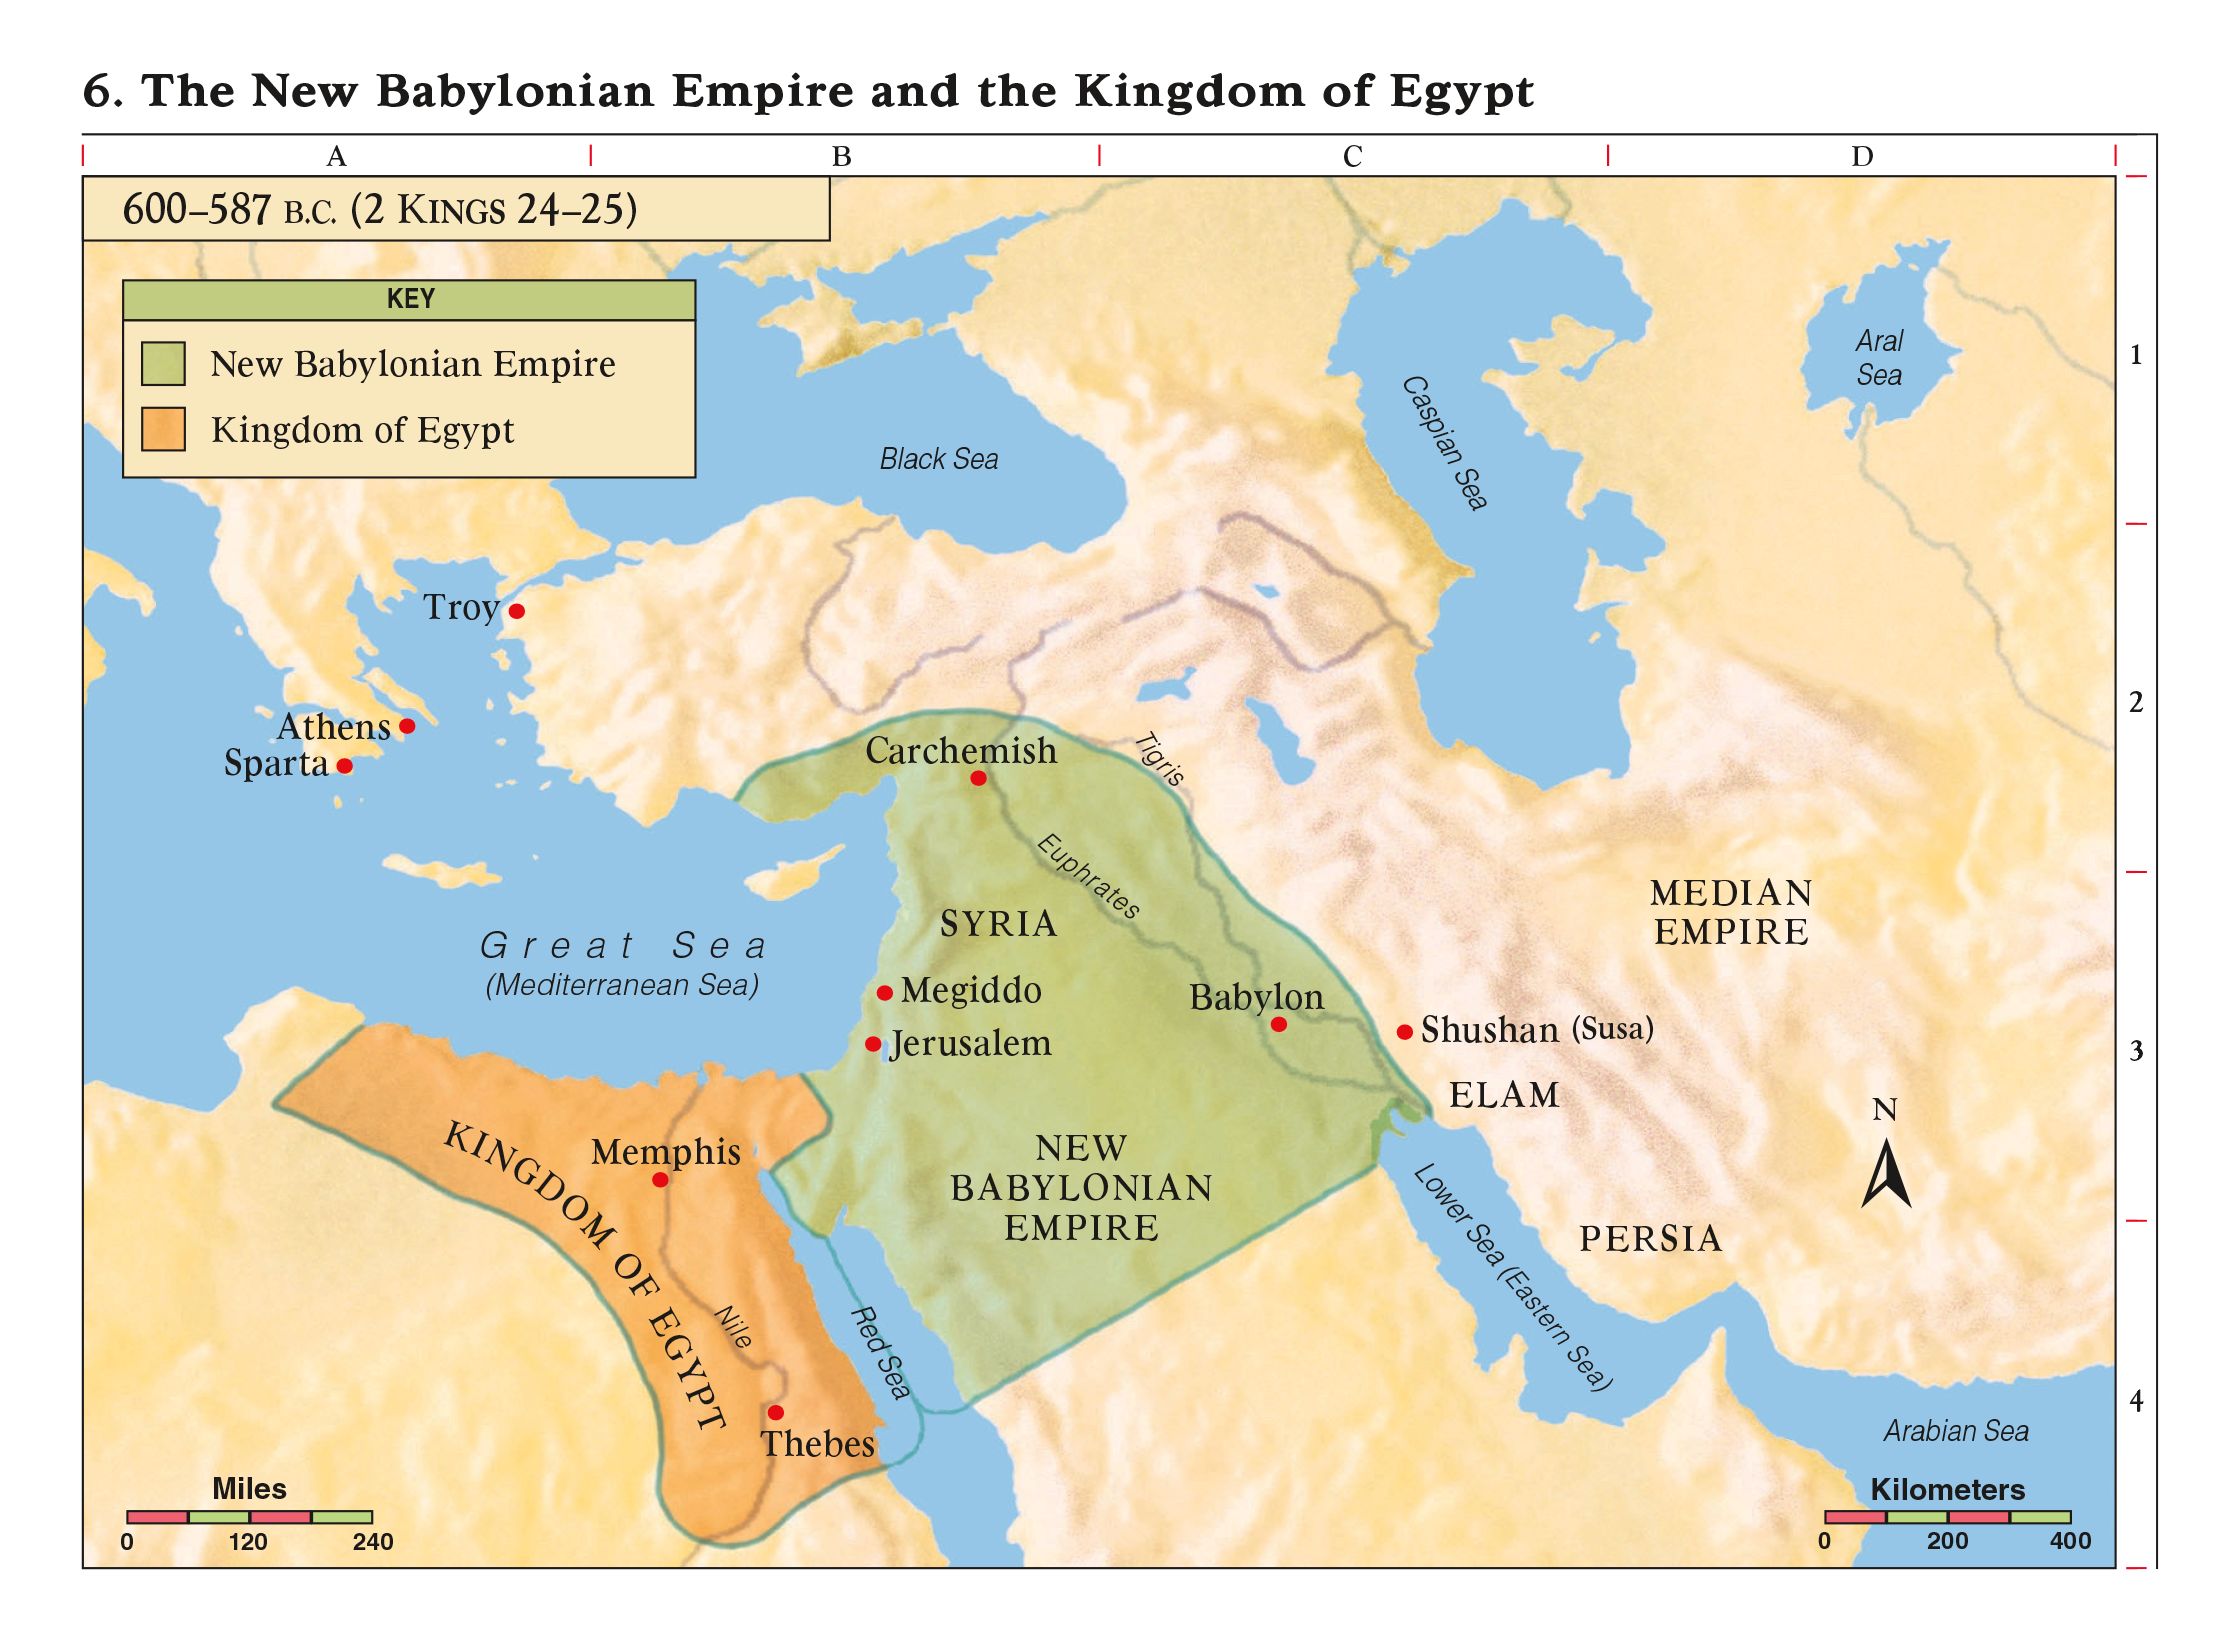 6. The New Babylonian Empire and the Kingdom of Egypt
A
B
C
D
600–587 B.C. (2 KINGS 24–25)
KEY
New Babylonian Empire
Kingdom of Egypt
1
Aral
Sea
Caspian Sea
Black Sea
Troy
2
Athens
Sparta
Carchemish
Tigris
Euphrates
MEDIAN
EMPIRE
SYRIA
Great Sea
(Mediterranean Sea)
Megiddo
Babylon
Shushan (Susa)
Jerusalem
3
ELAM
N
KINGDOM OF EGYPT
Memphis
NEW
BABYLONIAN
EMPIRE
Lower Sea (Eastern Sea)
PERSIA
Nile
Red Sea
4
Thebes
Arabian Sea
Miles
0 120 240
Kilometers
0 200 400